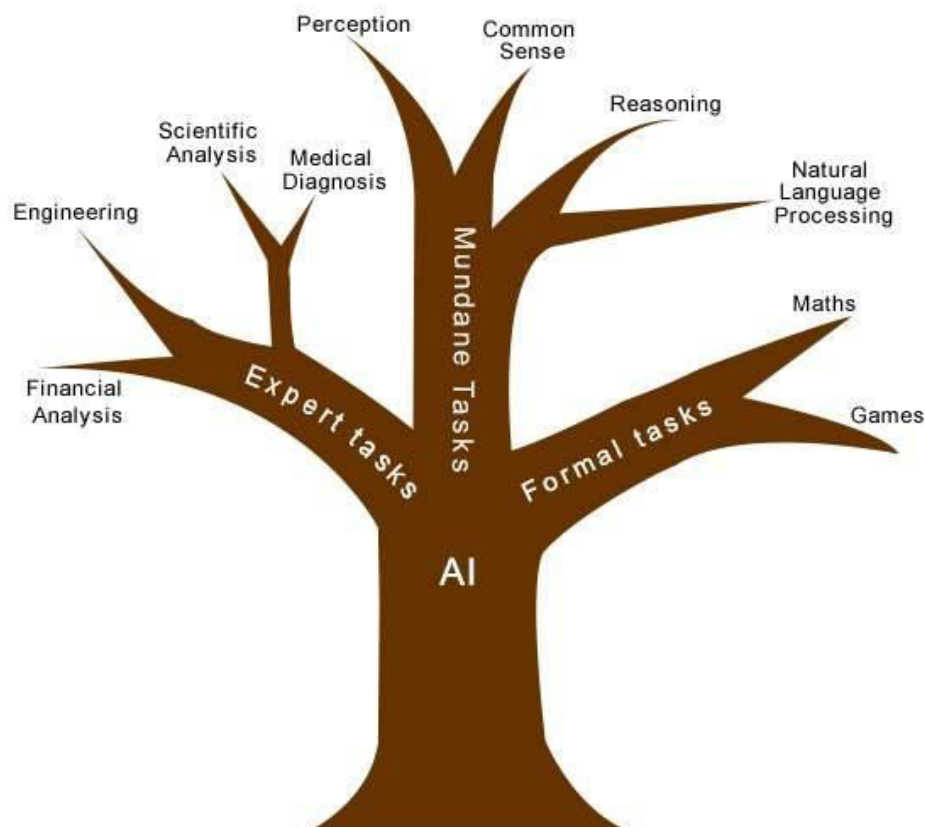 Perception
Common
Sense
Reasoning
Scientific
Analysis
Medical
Diagnosis
Natural
Language
Processing
Engineering
Maths
Financial
Analysis
Games
Expert tasks
Mundane Tasks
Formal tasks
AI